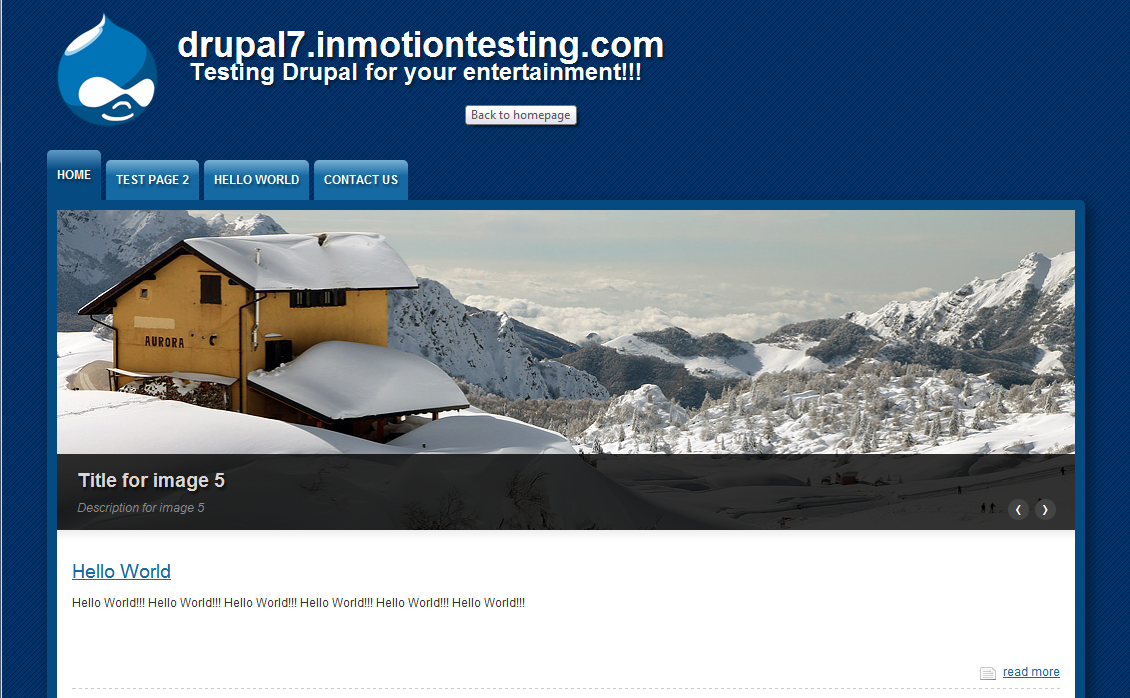 drupal7.inmotiontesting.com
Testing Drupal for your entertainment!!!
Back to homepage
HOME TEST PAGE 2 HELLO WORLD CONTACT US
AURORA
Title for image 5
Description for image 5
Hello World
Hello World!!! Hello World!!! Hello World!!! Hello World!!! Hello World!!! Hello World!!!
read more